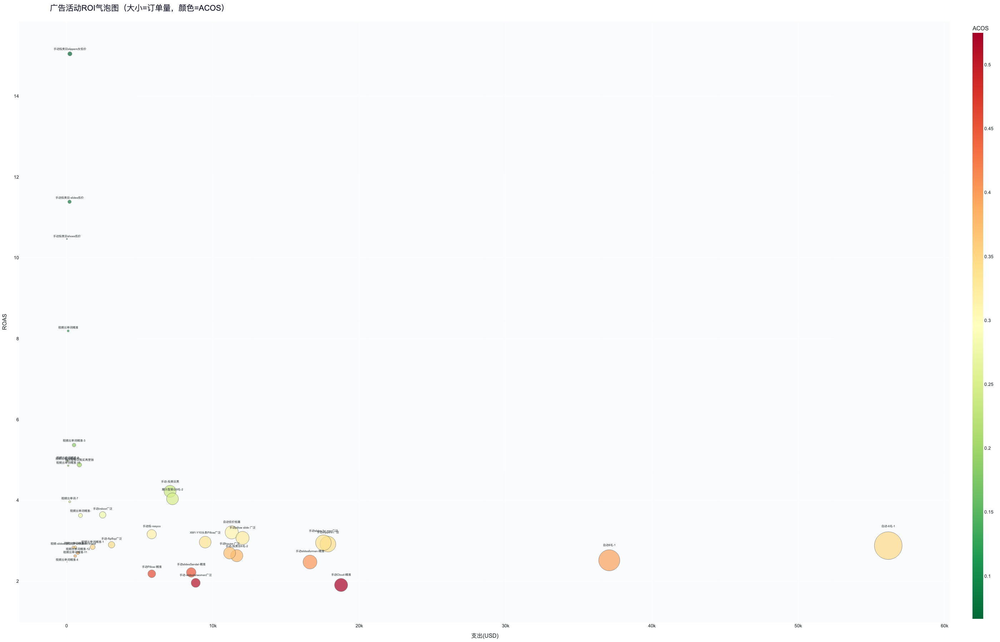 广告活动ROI气泡图（大小=订单量，颜色=ACOS）
ACOS
手动投类目slippers女低价
0.5
14
0.45
0.4
12
手动投类目-slides低价
手动投类目shoes低价
10
0.35
0.3
ROAS
视频出单词精准
8
0.25
6
0.2
视频出单词精准-3
视频出单词精准-13
手动-投类目男
展示型受众9毛-2
4
视频出单词-7
视频出单词精准-
手动indoor广泛
0.15
自动低价捡漏
手动投-resyco
手动pillow slide 广泛
XM1-Y10头条Pillow广泛
手动slides for men广泛
自动-6毛-1
手动-flipflop广泛
视频出单词精准-1
手动house-广泛
手动-投类目6毛-2
自动8毛-1
视频出单词精准-12
视频出单词精准-11
手动slidesformen-精准
视频出单词精准-4
手动Pillow-精准
手动slidesSandal-精准
手动-slidesforwomen广泛
手动Cloud-精准
2
0.1
0
10k
20k
30k
40k
50k
60k
支出(USD)